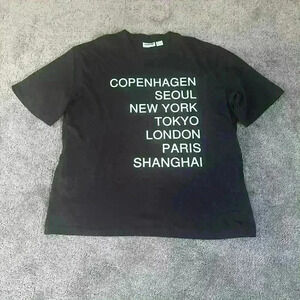 COPENHAGEN
SEOUL
NEW YORK
TOKYO
LONDON
PARIS
SHANGHAI